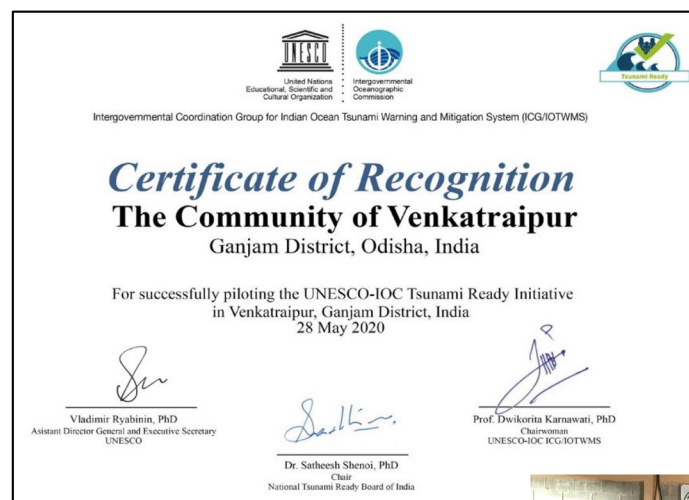 UNESCO
United Nations
Educational, Scientific and
Cultural Organization
Intergovernmental
Oceanographic
Commission
Tsunami Ready
Intergovernmental Coordination Group for Indian Ocean Tsunami Warning and Mitigation System (ICG/IOTWMS)
Certificate of Recognition
The Community of Venkatraipur
Ganjam District, Odisha, India
For successfully piloting the UNESCO-IOC Tsunami Ready Initiative
in Venkatraipur, Ganjam District, India
28 May 2020
Vladimir Ryabinin, PhD
Asistant Director General and Executive Secretary
UNESCO
Dr. Satheesh Shenoi, PhD
Chair
National Tsunami Ready Board of India
Prof. Dwikorita Karnawati, PhD
Chairwoman
UNESCO-IOC ICG/IOTWMS